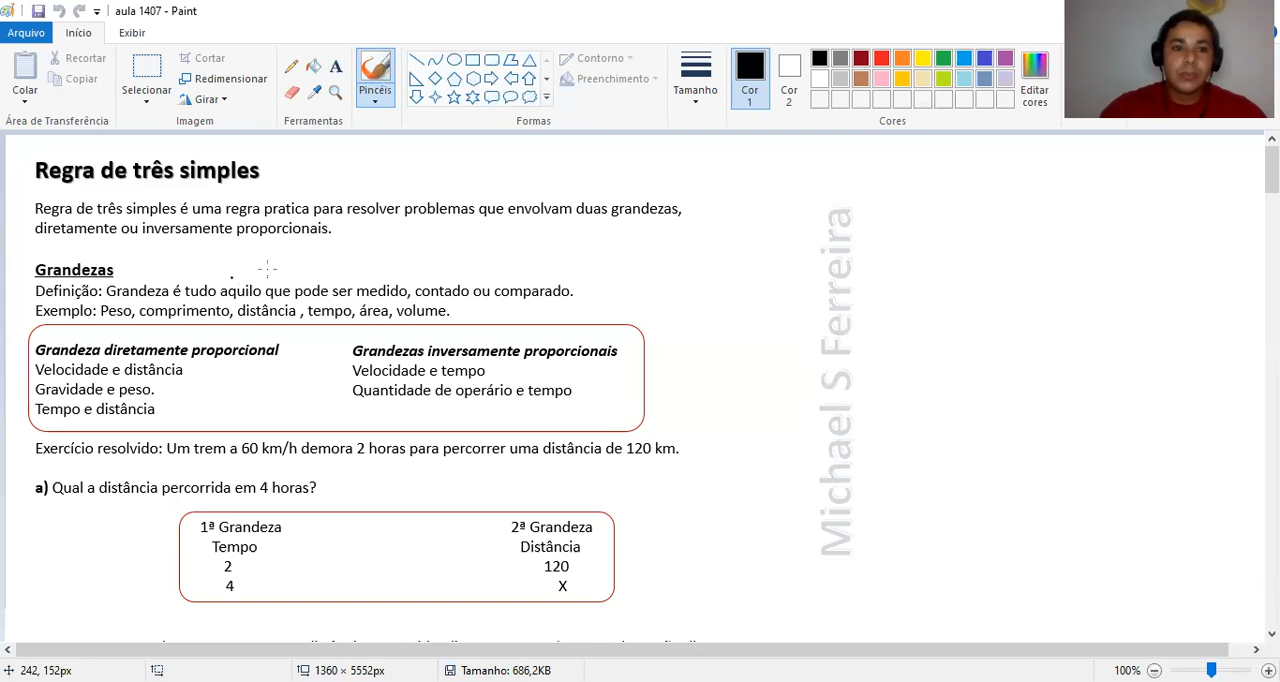 aula 1407 - Paint
Arquivo
Início
Exibir
Colar
Recortar
Copiar
Área de Transferência
Selecionar
Cortar
Redimensionar
Girar
Imagem
A
Ferramentas
Pincéis
Contorno
Preenchimento
Formas
Tamanho
Cor 1
Cor 2
Editar cores
Cores
Regra de três simples
Regra de três simples é uma regra pratica para resolver problemas que envolvam duas grandezas,
diretamente ou inversamente proporcionais.
Grandezas
Definição: Grandeza é tudo aquilo que pode ser medido, contado ou comparado.
Exemplo: Peso, comprimento, distância , tempo, área, volume.
Grandeza diretamente proporcional
Velocidade e distância
Gravidade e peso.
Tempo e distância
Grandezas inversamente proporcionais
Velocidade e tempo
Quantidade de operário e tempo
Exercício resolvido: Um trem a 60 km/h demora 2 horas para percorrer uma distância de 120 km.
a) Qual a distância percorrida em 4 horas?
1ª Grandeza
Tempo
2
4
2ª Grandeza
Distância
120
X
Michael S Ferreira
242, 152px
1360 × 5552px
Tamanho: 686,2KB
100%